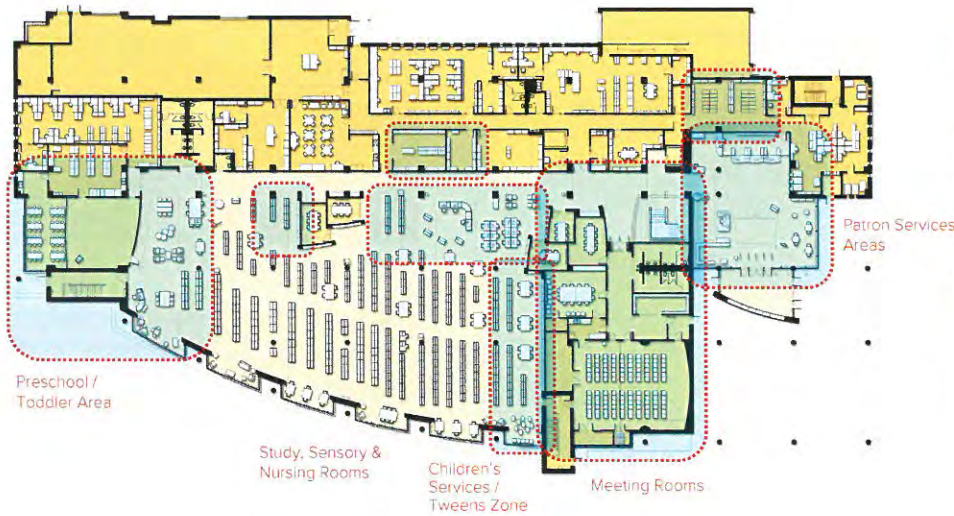 Patron Services
Areas
Preschool /
Toddler Area
Study, Sensory &
Nursing Rooms
Children's
Services /
Tweens Zone
Meeting Rooms